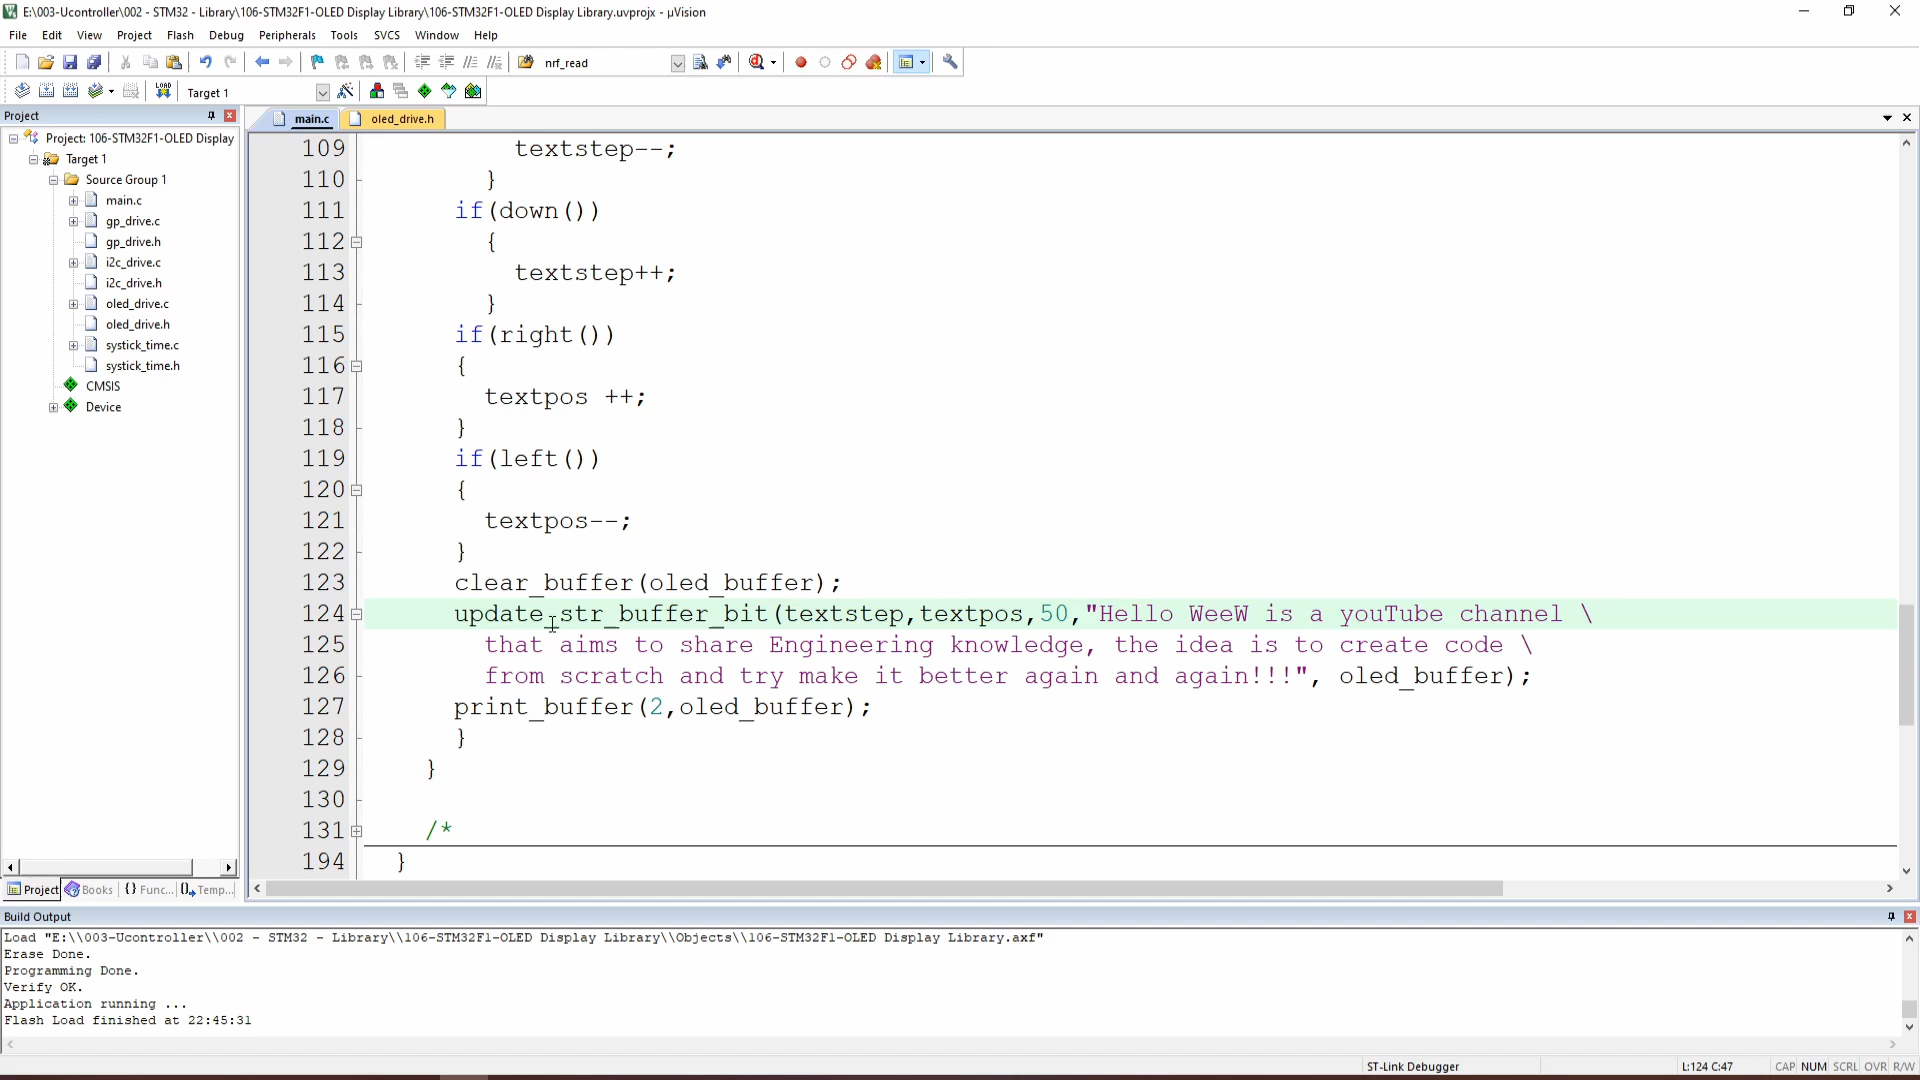 E:\003-Ucontroller\002 - STM32 - Library\106-STM32F1-OLED Display Library\106-STM32F1-OLED Display Library.uvprojx - µVision
File Edit View Project Flash Debug Peripherals Tools SVCS Window Help
nrf_read
LOAD Target 1
Project
main.c oled_drive.h
Project: 106-STM32F1-OLED Display
Target 1
Source Group 1
main.c
gp_drive.c
gp_drive.h
i2c_drive.c
i2c_drive.h
oled_drive.c
oled_drive.h
systick_time.c
systick_time.h
CMSIS
Device
109 textstep--;
110 }
111 if(down())
112 {
113 textstep++;
114 }
115 if(right())
116 {
117 textpos ++;
118 }
119 if(left())
120 {
121 textpos--;
122 }
123 clear_buffer(oled_buffer);
124 update_str_buffer_bit(textstep,textpos,50,"Hello WeeW is a youTube channel \
125 that aims to share Engineering knowledge, the idea is to create code \
126 from scratch and try make it better again and again!!!", oled_buffer);
127 print_buffer(2,oled_buffer);
128 }
129 }
130
131 /*
194 }
Project Books {} Func... Temp...
Build Output
Load "E:\\003-Ucontroller\\002 - STM32 - Library\\106-STM32F1-OLED Display Library\\Objects\\106-STM32F1-OLED Display Library.axf"
Erase Done.
Programming Done.
Verify OK.
Application running ...
Flash Load finished at 22:45:31
ST-Link Debugger L:124 C:47 CAP NUM SCRL OVR R/W